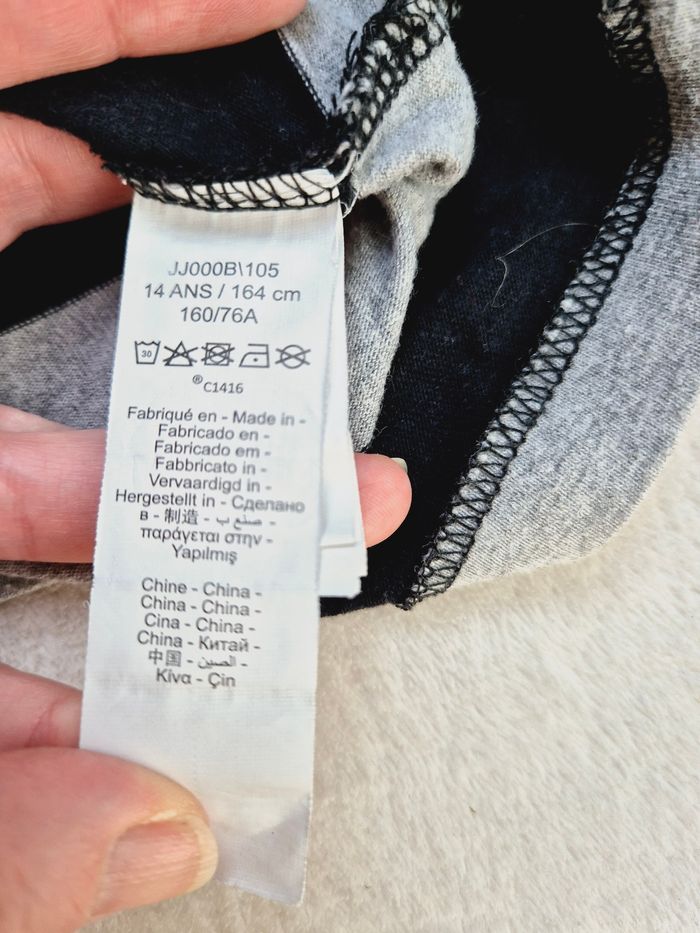 JJ000B\105
14 ANS / 164 cm
160/76A
30
®C1416
Fabriqué en - Made in -
Fabricado en -
Fabricado em -
Fabbricato in -
Vervaardigd in -
Hergestellt in - Сделано
в - 制造 - صنع ب -
παράγεται στην -
Yapılmış
Chine - China -
China - China -
Cina - China -
China - Китай -
中国 - الصين -
Κίνα - Çin